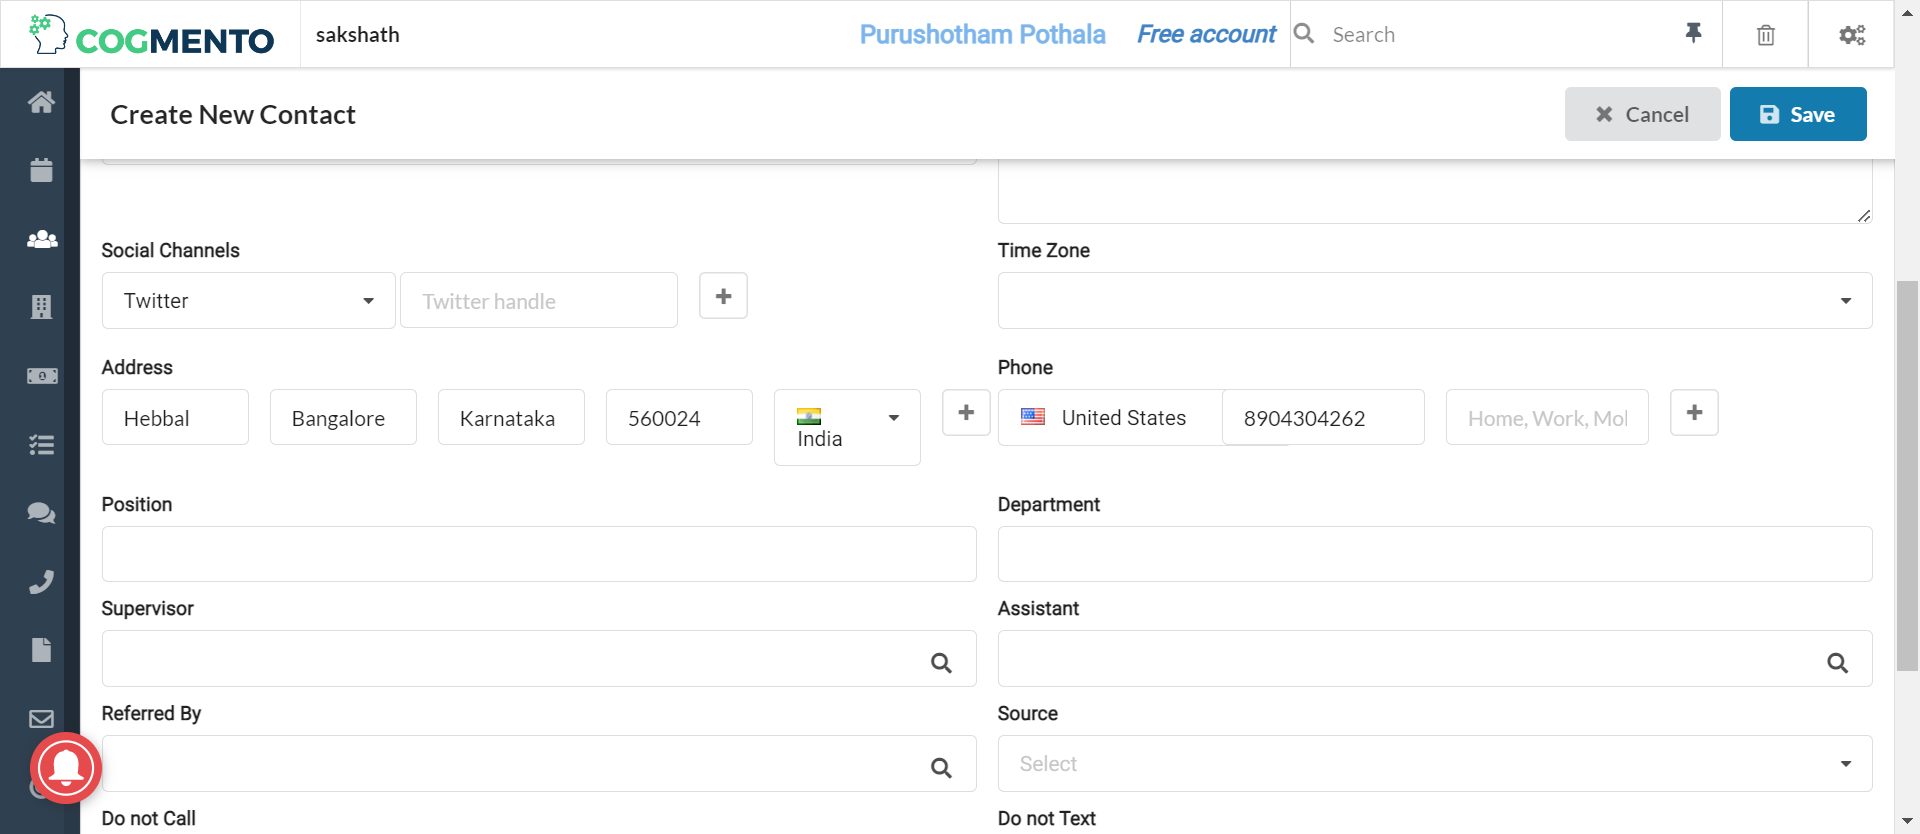 COGMENTO
sakshath
Purushotham Pothala
Free account
Search
Create New Contact
Cancel
Save
Social Channels
Time Zone
Twitter
Twitter handle
Address
Phone
Hebbal
Bangalore
Karnataka
560024
India
United States
8904304262
Home, Work, Mol
Position
Department
Supervisor
Assistant
Referred By
Source
Select
Do not Call
Do not Text